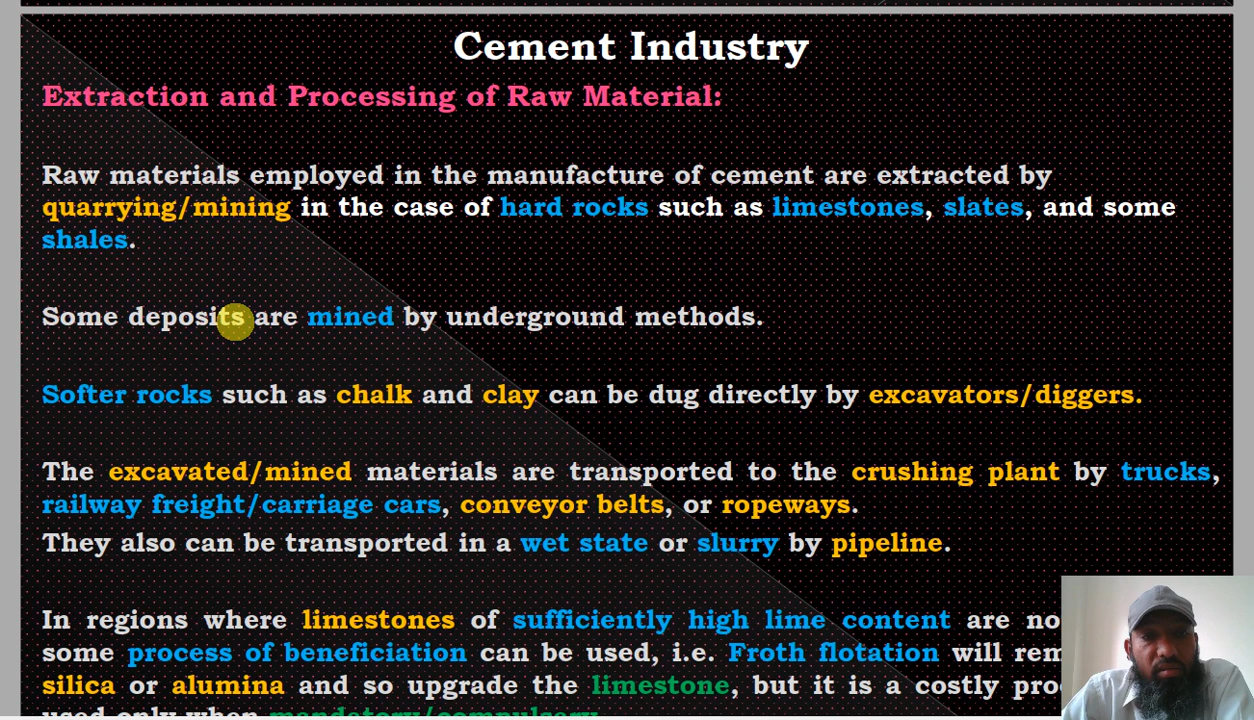 Cement Industry
Extraction and Processing of Raw Material:
Raw materials employed in the manufacture of cement are extracted by
quarrying/mining in the case of hard rocks such as limestones, slates, and some
shales.
Some deposits are mined by underground methods.
Softer rocks such as chalk and clay can be dug directly by excavators/diggers.
The excavated/mined materials are transported to the crushing plant by trucks,
railway freight/carriage cars, conveyor belts, or ropeways.
They also can be transported in a wet state or slurry by pipeline.
In regions where limestones of sufficiently high lime content are
some process of beneficiation can be used, i.e. Froth flotation will
silica or alumina and so upgrade the limestone, but it is a costly
used only when mandatory/compulsory.